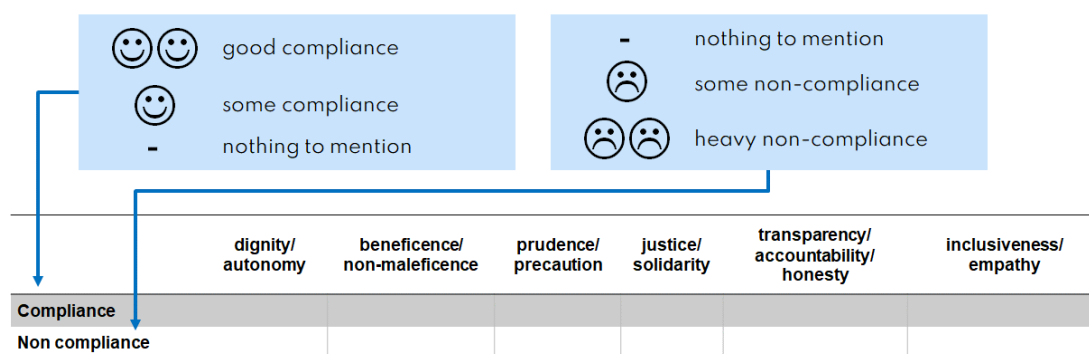 good compliance
some compliance
- nothing to mention
- nothing to mention
some non-compliance
heavy non-compliance
dignity/
autonomy
beneficence/
non-maleficence
prudence/
precaution
justice/
solidarity
transparency/
accountability/
honesty
inclusiveness/
empathy
Compliance
Non compliance